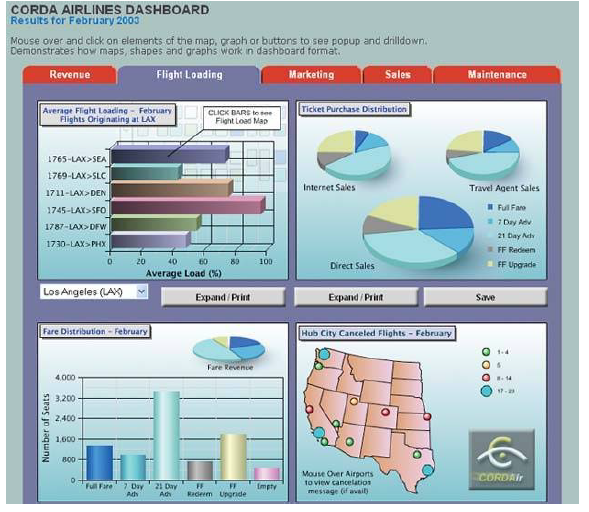 CORDA AIRLINES DASHBOARD
Results for February 2003
Mouse over and click on elements of the map, graph or buttons to see popup and drilldown.
Demonstrates how maps, shapes and graphs work in dashboard format.
Revenue
Flight Loading
Marketing
Sales
Maintenance
Average Flight Loading - February
Flights Originating at LAX
CLICK BARS to see
Flight Load Map
1765-LAX>SEA
1769-LAX>SLC
1711-LAX>DEN
1745-LAX>SFO
1787-LAX>DFW
1730-LAX>PHX
0 20 40 60 80 100
Average Load (%)
Ticket Purchase Distribution
Internet Sales
Travel Agent Sales
Direct Sales
Full Fare
7 Day Adv
21 Day Adv
FF Redeem
FF Upgrade
Los Angeles (LAX)
Expand / Print
Expand / Print
Save
Fare Distribution - February
Fare Revenue
4,000
3,200
2,400
1,600
800
0
Number of Seats
Full Fare
7 Day
Adv
21 Day
Adv
FF
Redeem
FF
Upgrade
Empty
Hub City Canceled Flights - February
1 - 4
5
Mouse Over Airports
to view cancelation
message (if avail)
CORDAir